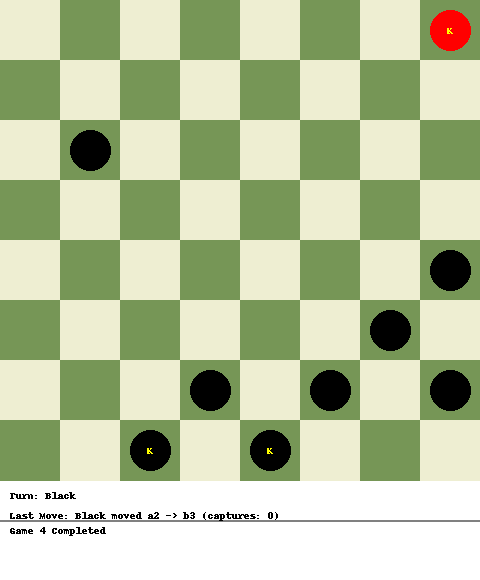 K
K
K
Turn: Black
Last Move: Black moved a2 -> b3 (captures: 0)
Game 4 Completed